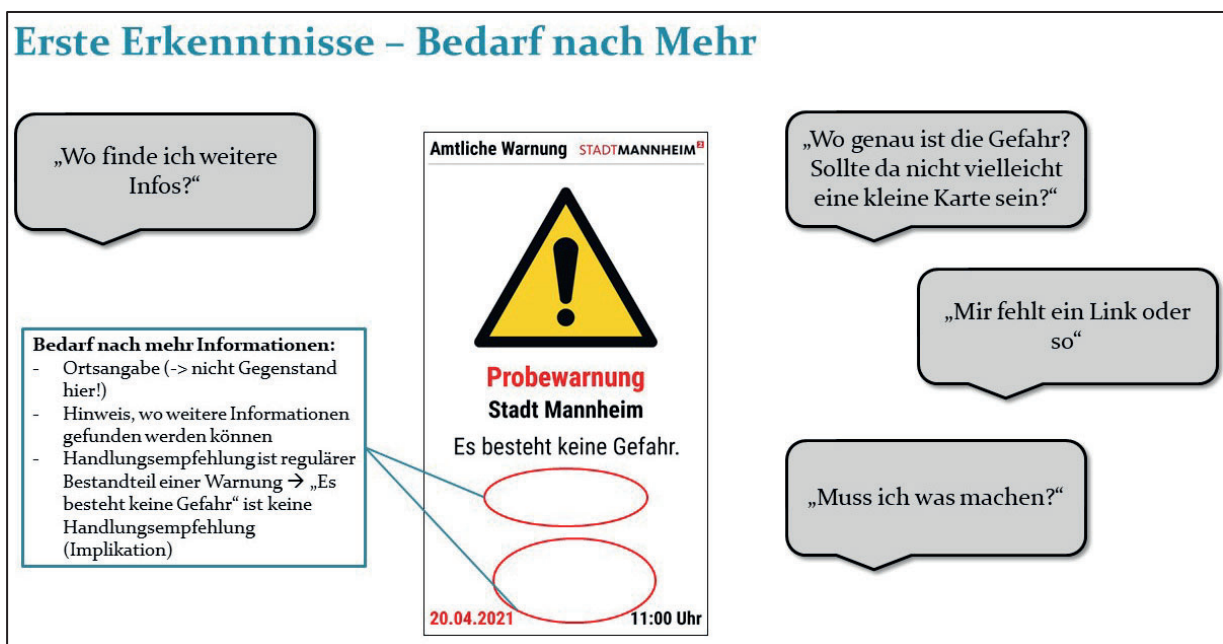 Erste Erkenntnisse – Bedarf nach Mehr
„Wo finde ich weitere
Infos?“
Bedarf nach mehr Informationen:
- Ortsangabe (-> nicht Gegenstand
hier!)
- Hinweis, wo weitere Informationen
gefunden werden können
- Handlungsempfehlung ist regulärer
Bestandteil einer Warnung → „Es
besteht keine Gefahr“ ist keine
Handlungsempfehlung
(Implikation)
Amtliche Warnung STADTMANNHEIM²
Probewarnung
Stadt Mannheim
Es besteht keine Gefahr.
20.04.2021 11:00 Uhr
„Wo genau ist die Gefahr?
Sollte da nicht vielleicht
eine kleine Karte sein?“
„Mir fehlt ein Link oder
so“
„Muss ich was machen?“